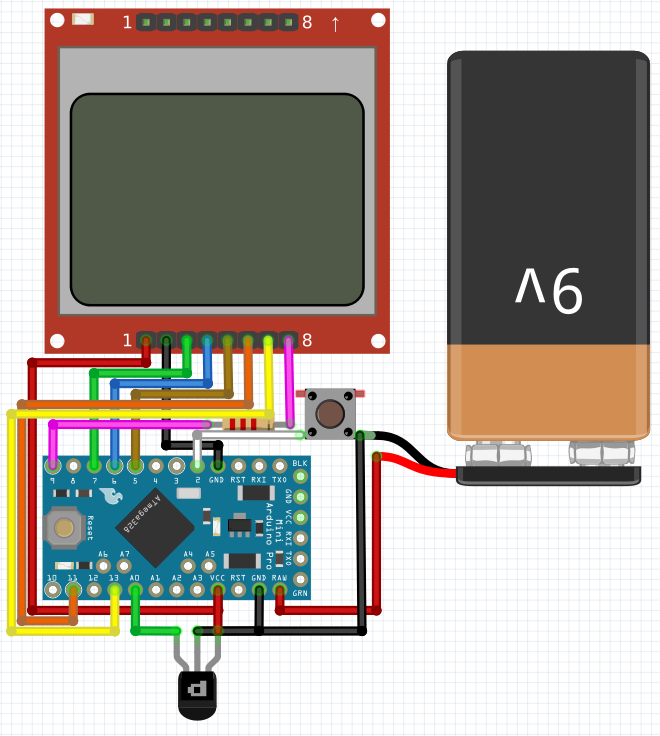 1 8 ↑
9V
1 8
BLK
9 8 7 6 5 4 3 2 GND RST RXI TXO
GND
VCC
RXI
TXO
GRN
ATmega328
Reset
Arduino
Pro Mini
A6 A7 A4 A5
10 11 12 13 A0 A1 A2 A3 VCC RST GND RAW